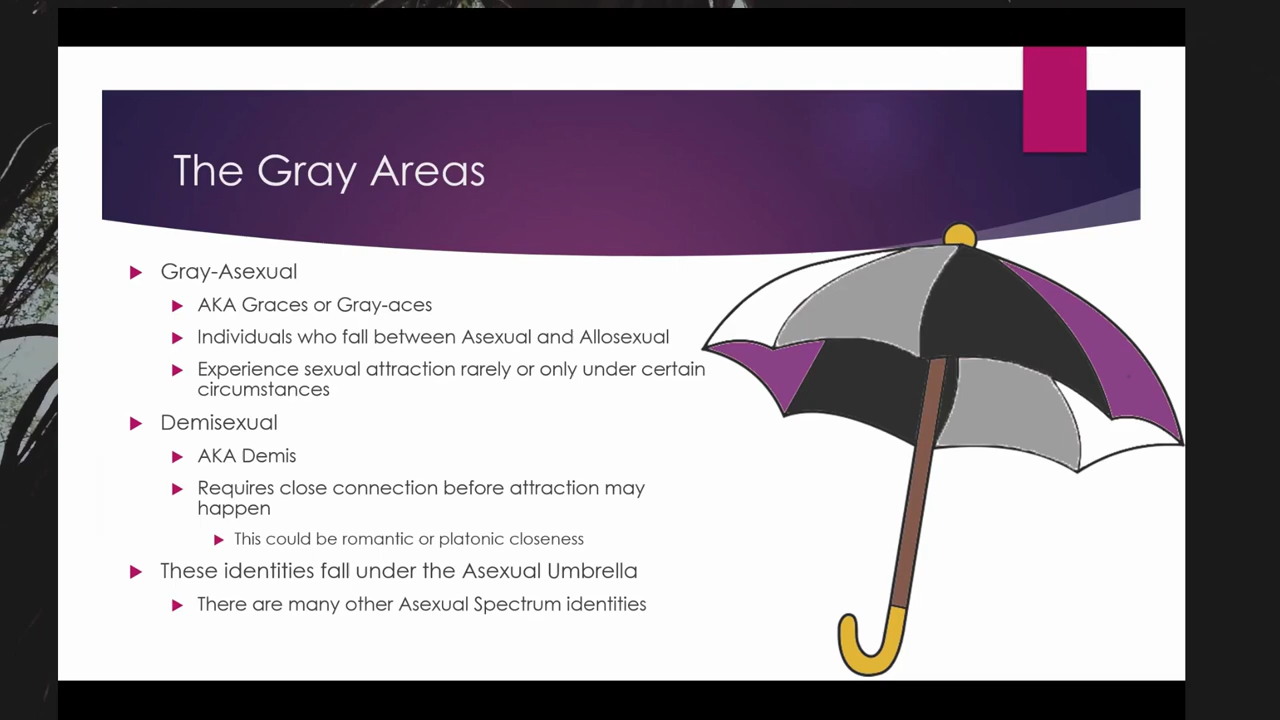 The Gray Areas
Gray-Asexual
AKA Graces or Gray-aces
Individuals who fall between Asexual and Allosexual
Experience sexual attraction rarely or only under certain
circumstances
Demisexual
AKA Demis
Requires close connection before attraction may
happen
This could be romantic or platonic closeness
These identities fall under the Asexual Umbrella
There are many other Asexual Spectrum identities